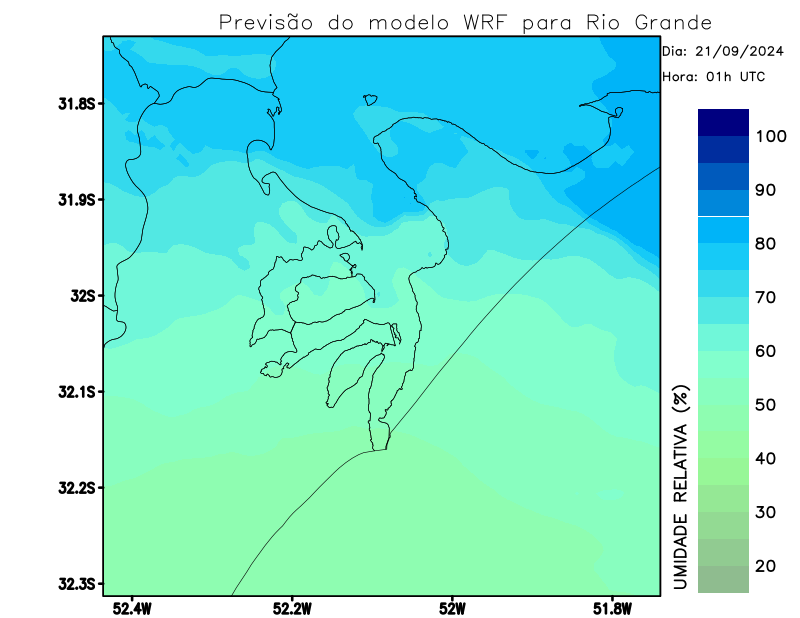 Previsão do modelo WRF para Rio Grande
Dia: 21/09/2024
Hora: 01h UTC
31.8S
31.9S
32S
32.1S
32.2S
32.3S
52.4W
52.2W
52W
51.8W
UMIDADE RELATIVA (%)
100
90
80
70
60
50
40
30
20